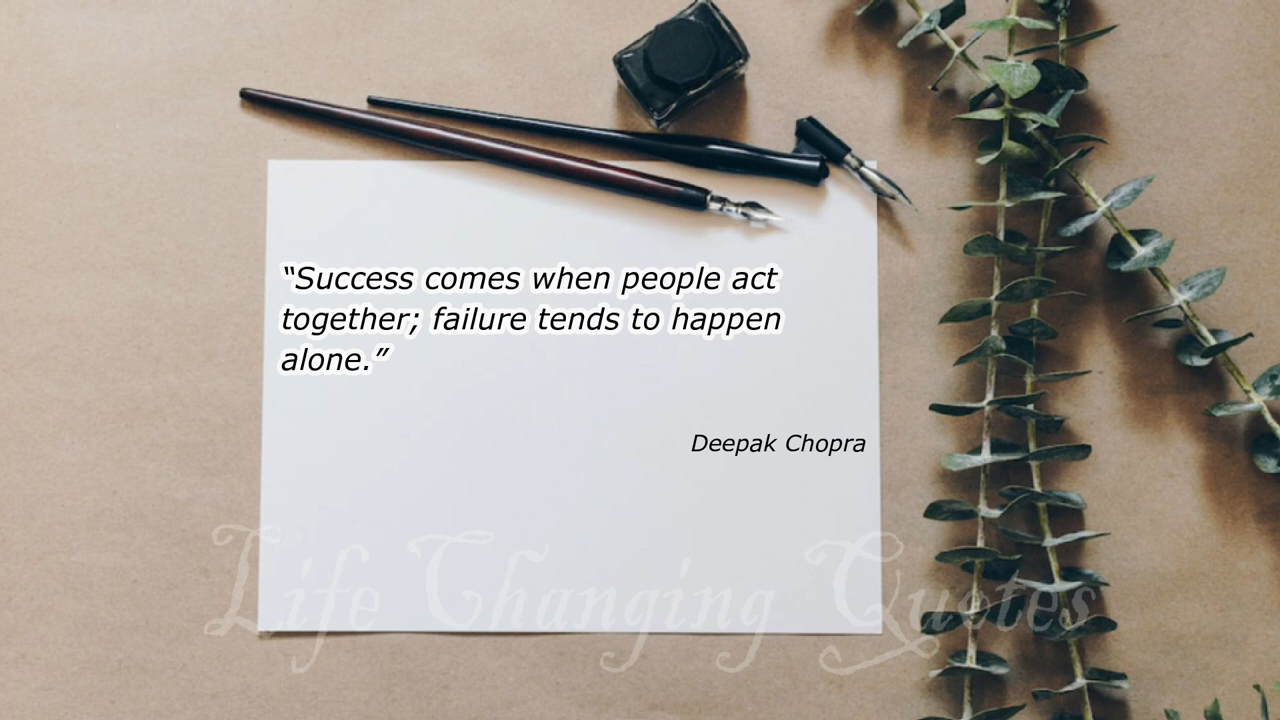 “Success comes when people act
together; failure tends to happen
alone.”
Deepak Chopra
Life Changing Quotes